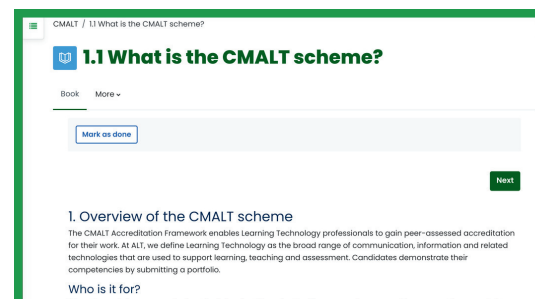 CMALT / 1.1 What is the CMALT scheme?
1.1 What is the CMALT scheme?
Book More
Mark as done
Next
1. Overview of the CMALT scheme
The CMALT Accreditation Framework enables Learning Technology professionals to gain peer-assessed accreditation
for their work. At ALT, we define Learning Technology as the broad range of communication, information and related
technologies that are used to support learning, teaching and assessment. Candidates demonstrate their
competencies by submitting a portfolio.
Who is it for?